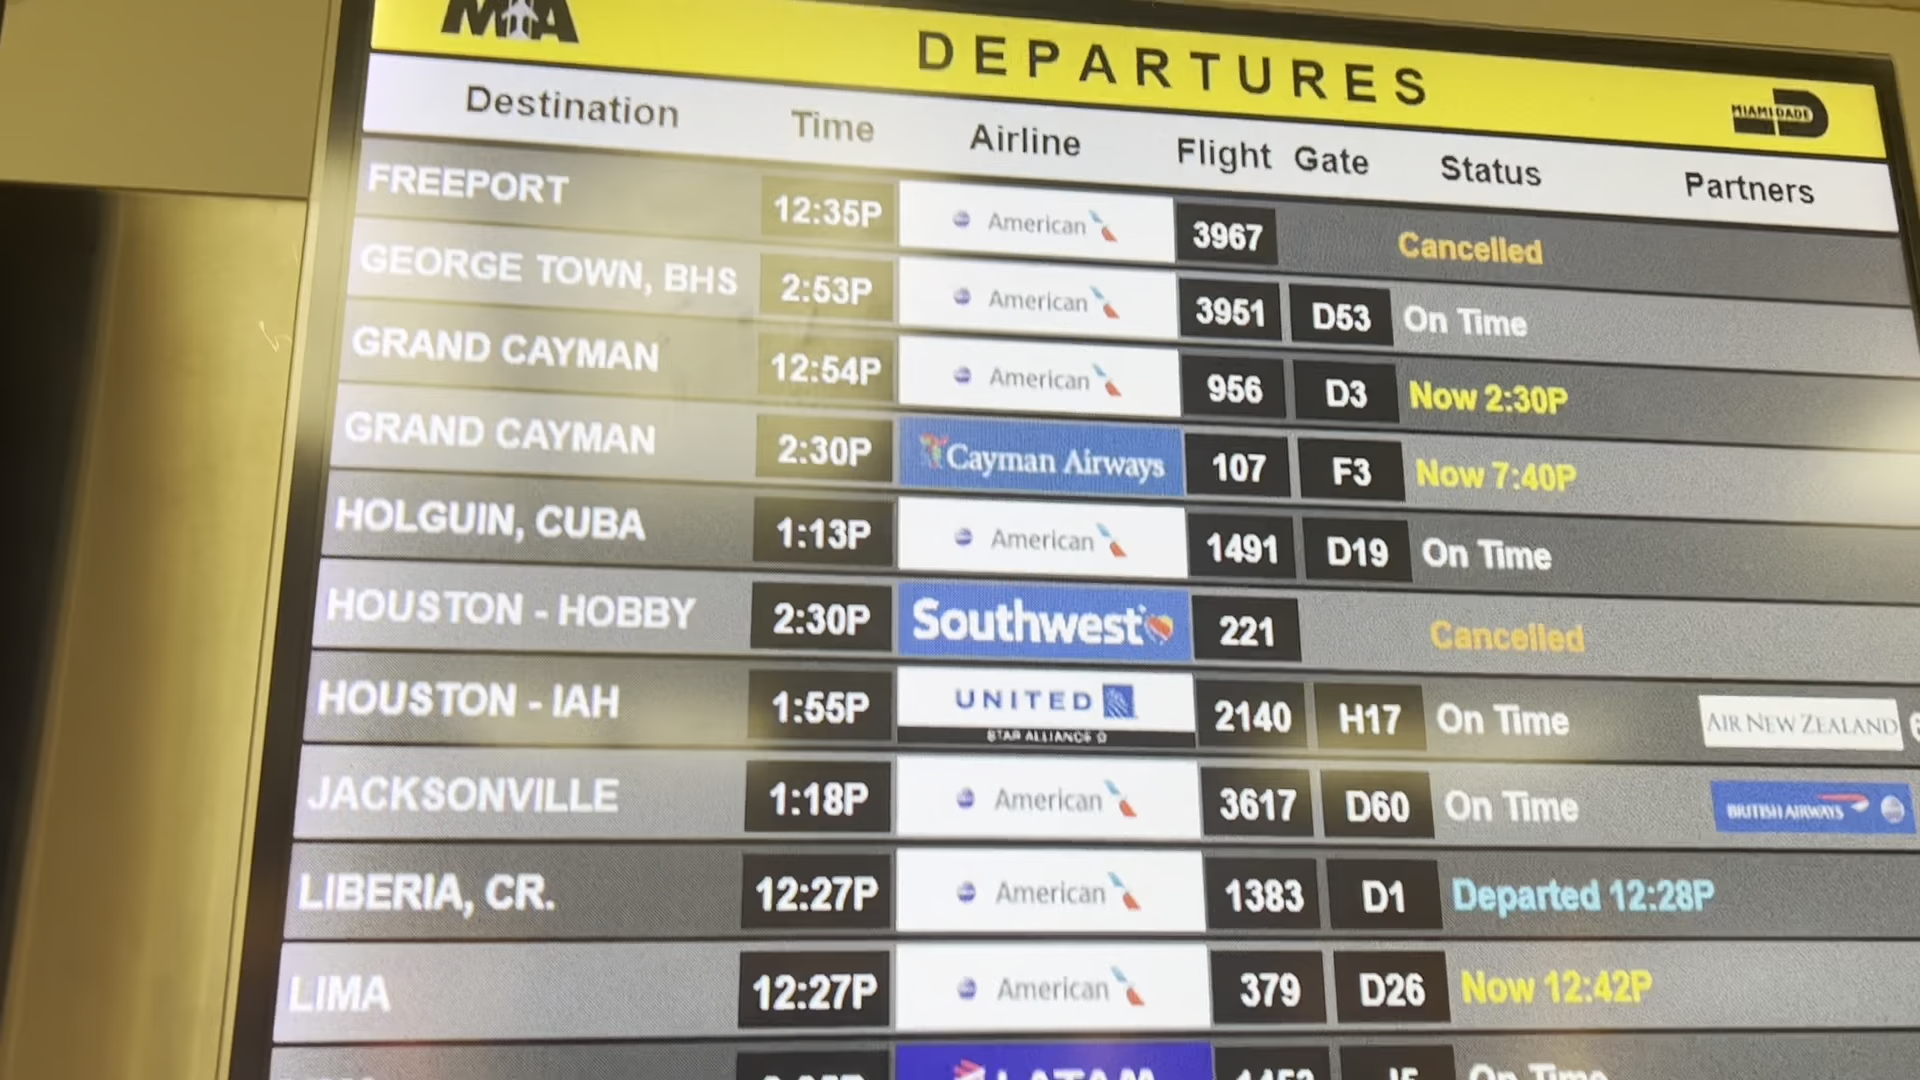 MIA DEPARTURES MIAMI-DADE
Destination Time Airline Flight Gate Status Partners
FREEPORT 12:35P American 3967 Cancelled
GEORGE TOWN, BHS 2:53P American 3951 D53 On Time
GRAND CAYMAN 12:54P American 956 D3 Now 2:30P
GRAND CAYMAN 2:30P Cayman Airways 107 F3 Now 7:40P
HOLGUIN, CUBA 1:13P American 1491 D19 On Time
HOUSTON - HOBBY 2:30P Southwest 221 Cancelled
HOUSTON - IAH 1:55P UNITED 2140 H17 On Time AIR NEW ZEALAND
STAR ALLIANCE
JACKSONVILLE 1:18P American 3617 D60 On Time BRITISH AIRWAYS
LIBERIA, CR. 12:27P American 1383 D1 Departed 12:28P
LIMA 12:27P American 379 D26 Now 12:42P
LATAM On Time